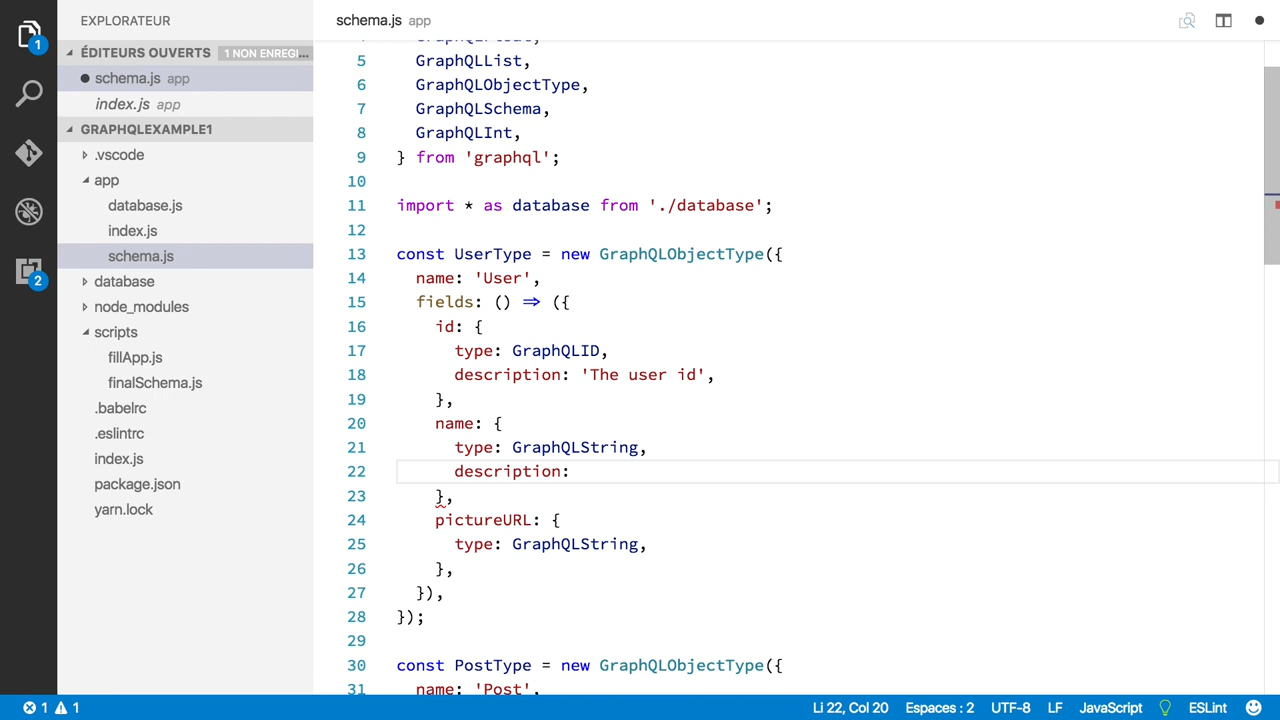 EXPLORATEUR
ÉDITEURS OUVERTS 1 NON ENREGI...
schema.js app
index.js app
GRAPHQLEXAMPLE1
.vscode
app
database.js
index.js
schema.js
database
node_modules
scripts
fillApp.js
finalSchema.js
.babelrc
.eslintrc
index.js
package.json
yarn.lock
1
2
schema.js app
5 GraphQLList,
6 GraphQLObjectType,
7 GraphQLSchema,
8 GraphQLInt,
9 } from 'graphql';
10
11 import * as database from './database';
12
13 const UserType = new GraphQLObjectType({
14 name: 'User',
15 fields: () => ({
16 id: {
17 type: GraphQLID,
18 description: 'The user id',
19 },
20 name: {
21 type: GraphQLString,
22 description:
23 },
24 pictureURL: {
25 type: GraphQLString,
26 },
27 }),
28 });
29
30 const PostType = new GraphQLObjectType({
31 name: 'Post',
1 1 Li 22, Col 20 Espaces : 2 UTF-8 LF JavaScript ESLint